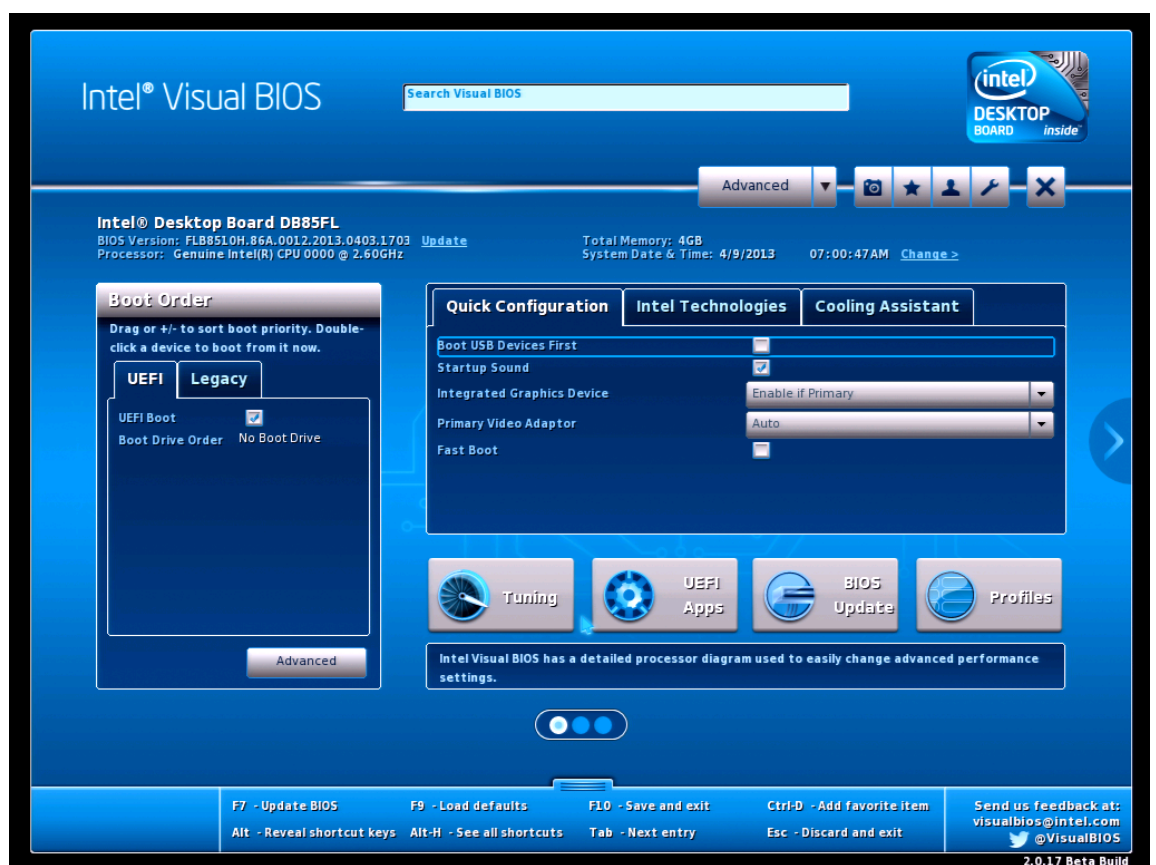 Intel® Visual BIOS
Search Visual BIOS
intel
DESKTOP
BOARD inside™
Advanced
Intel® Desktop Board DB85FL
BIOS Version: FLB8510H.86A.0012.2013.0403.1703 Update
Processor: Genuine Intel(R) CPU 0000 @ 2.60GHz
Total Memory: 4GB
System Date & Time: 4/9/2013 07:00:47AM Change >
Boot Order
Drag or +/- to sort boot priority. Double-
click a device to boot from it now.
UEFI Legacy
UEFI Boot
Boot Drive Order No Boot Drive
Advanced
Quick Configuration Intel Technologies Cooling Assistant
Boot USB Devices First
Startup Sound
Integrated Graphics Device Enable if Primary
Primary Video Adaptor Auto
Fast Boot
Tuning
UEFI
Apps
BIOS
Update
Profiles
Intel Visual BIOS has a detailed processor diagram used to easily change advanced performance
settings.
F7 - Update BIOS F9 - Load defaults F10 - Save and exit Ctrl-D - Add favorite item
Alt - Reveal shortcut keys Alt-H - See all shortcuts Tab - Next entry Esc - Discard and exit
Send us feedback at:
visualbios@intel.com
@VisualBIOS
2.0.17 Beta Build